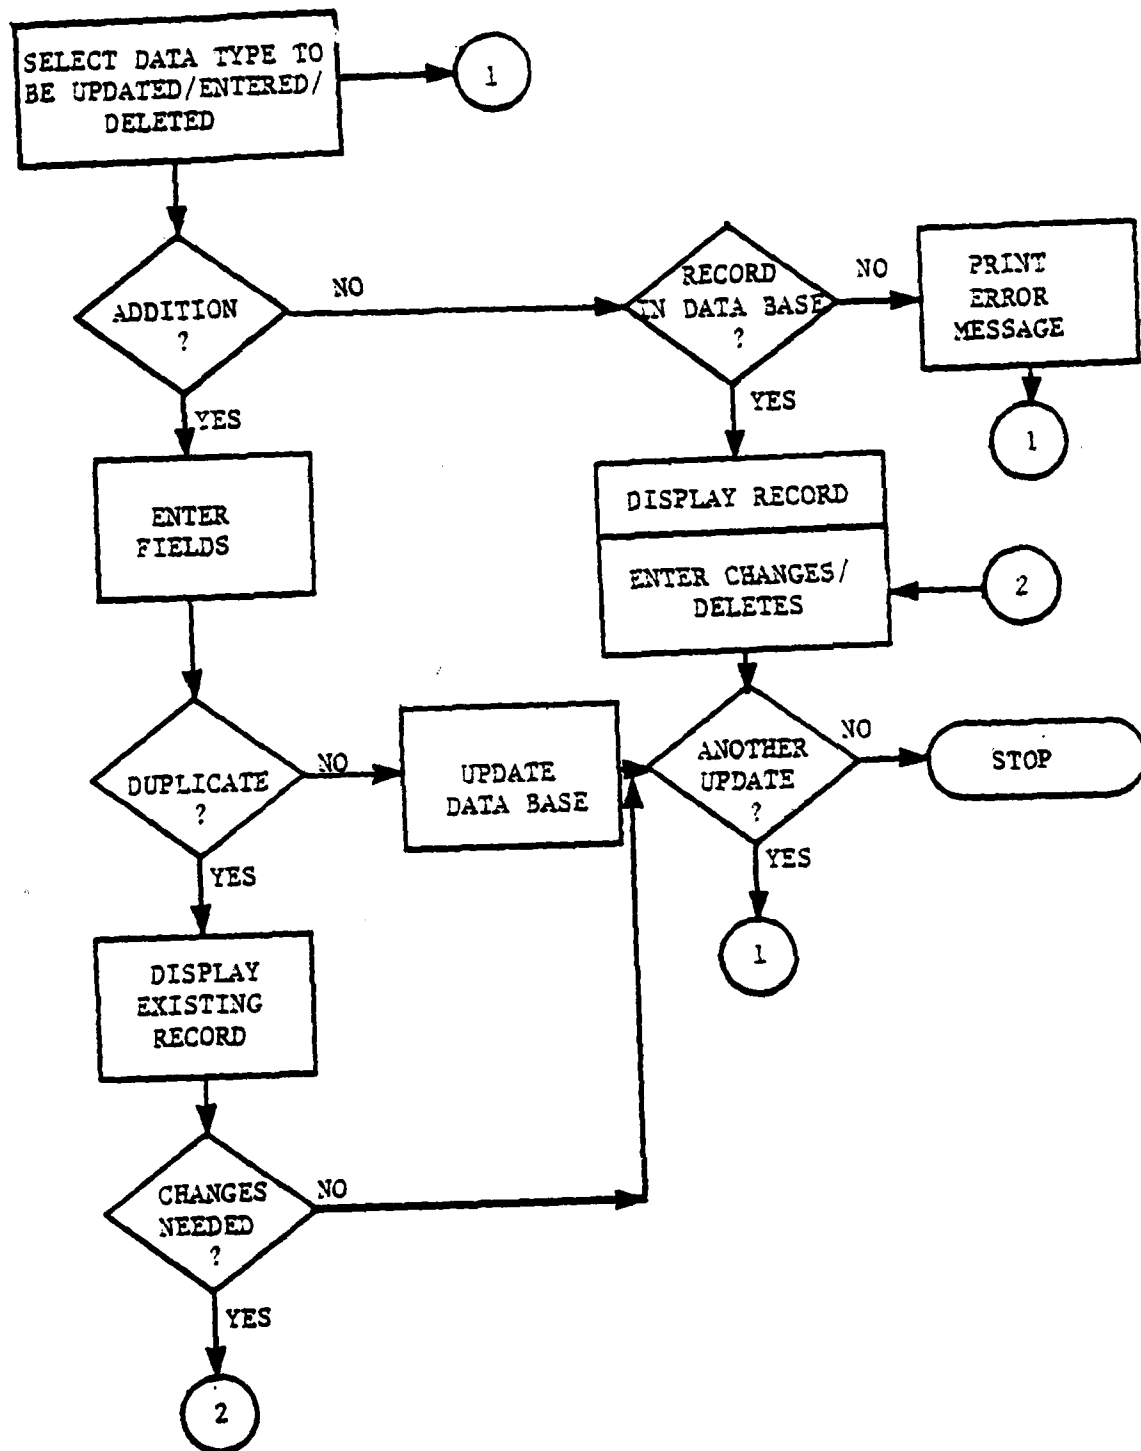 SELECT DATA TYPE TO
BE UPDATED/ENTERED/
DELETED
1
ADDITION
?
NO
RECORD
IN DATA BASE
?
NO
PRINT
ERROR
MESSAGE
1
YES
YES
ENTER
FIELDS
DISPLAY RECORD
ENTER CHANGES/
DELETES
2
DUPLICATE
?
NO
UPDATE
DATA BASE
ANOTHER
UPDATE
?
NO
STOP
YES
YES
1
DISPLAY
EXISTING
RECORD
CHANGES
NEEDED
?
NO
YES
2